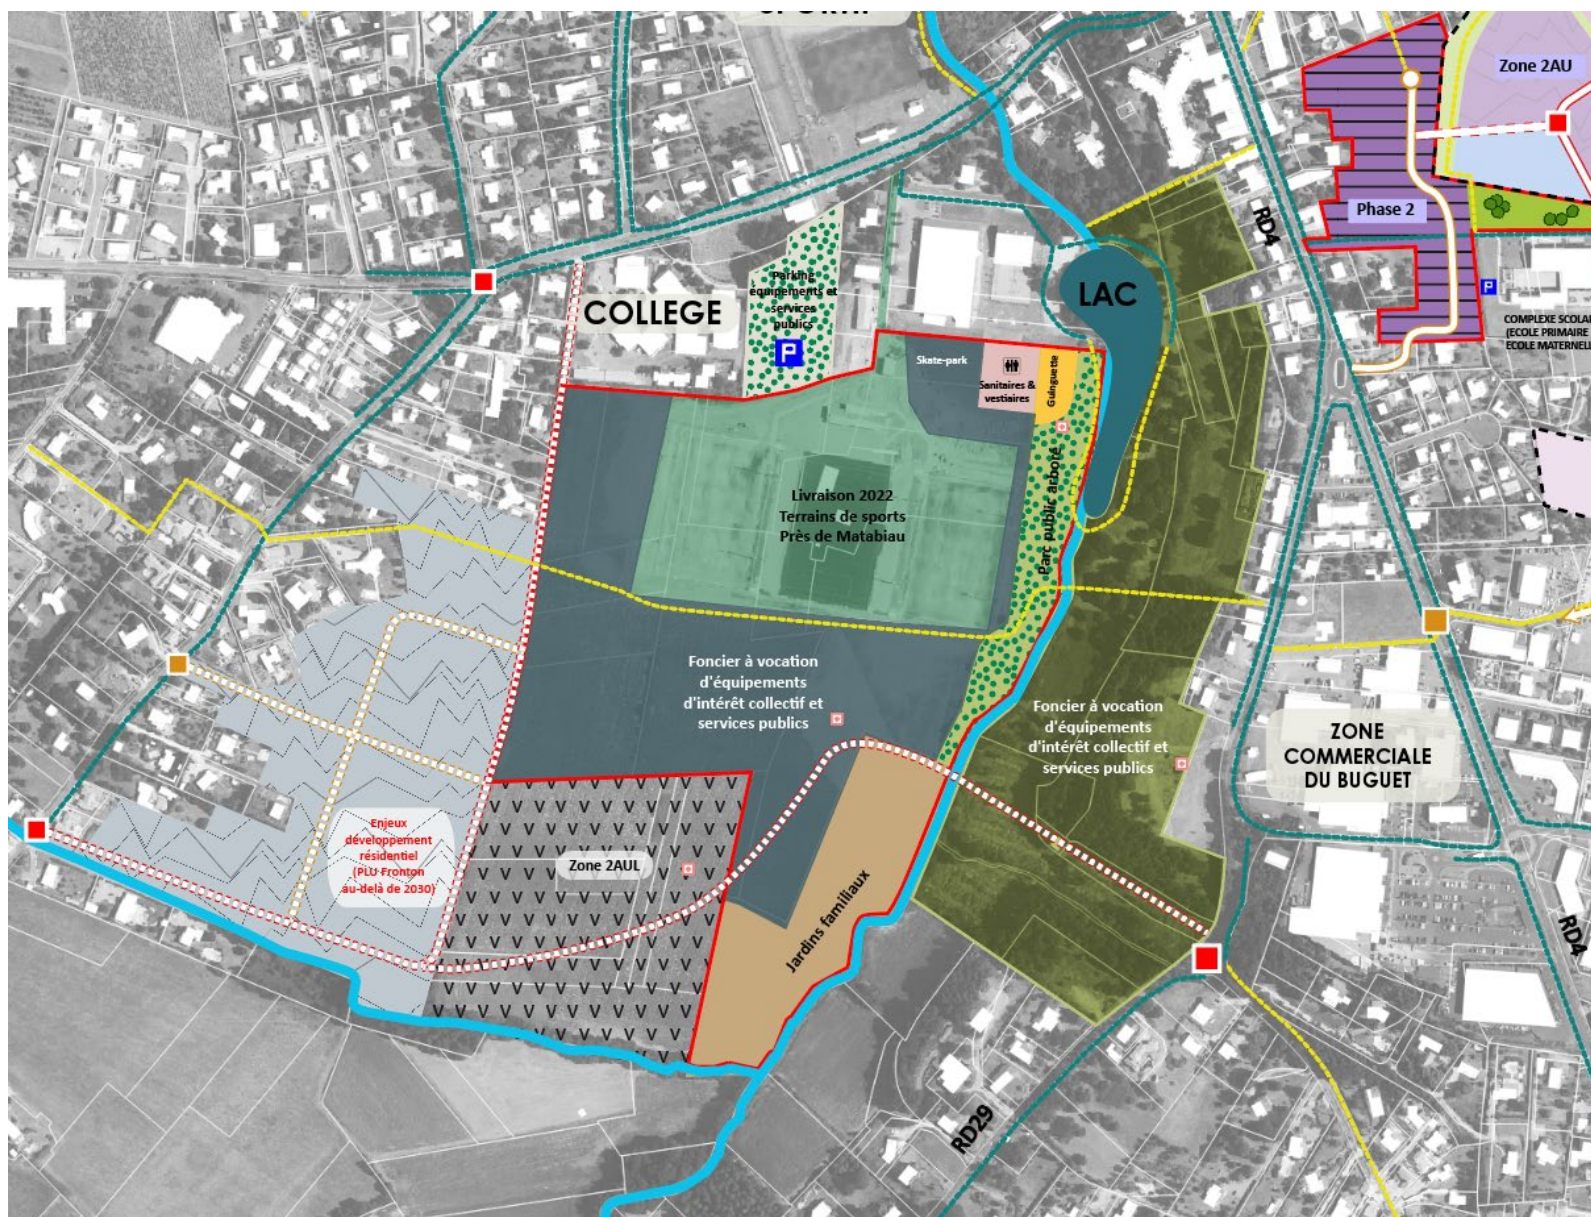 SPORTIF
Zone 2AU
RD4
Phase 2
LAC
Parking
équipements et
services
publics
P
COLLEGE
P
COMPLEXE SCOLAI
(ECOLE PRIMAIRE
ECOLE MATERNELL
Skate-park
Sanitaires &
vestiaires
Guinguette
Parc public arboré
Livraison 2022
Terrains de sports
Près de Matabiau
Foncier à vocation
d'équipements
d'intérêt collectif et
services publics
Foncier à vocation
d'équipements
d'intérêt collectif et
services publics
ZONE
COMMERCIALE
DU BUGUET
Enjeux
développement
résidentiel
(PLU Fronton
au-delà de 2030)
Zone 2AUL
Jardins familiaux
RD4
RD29